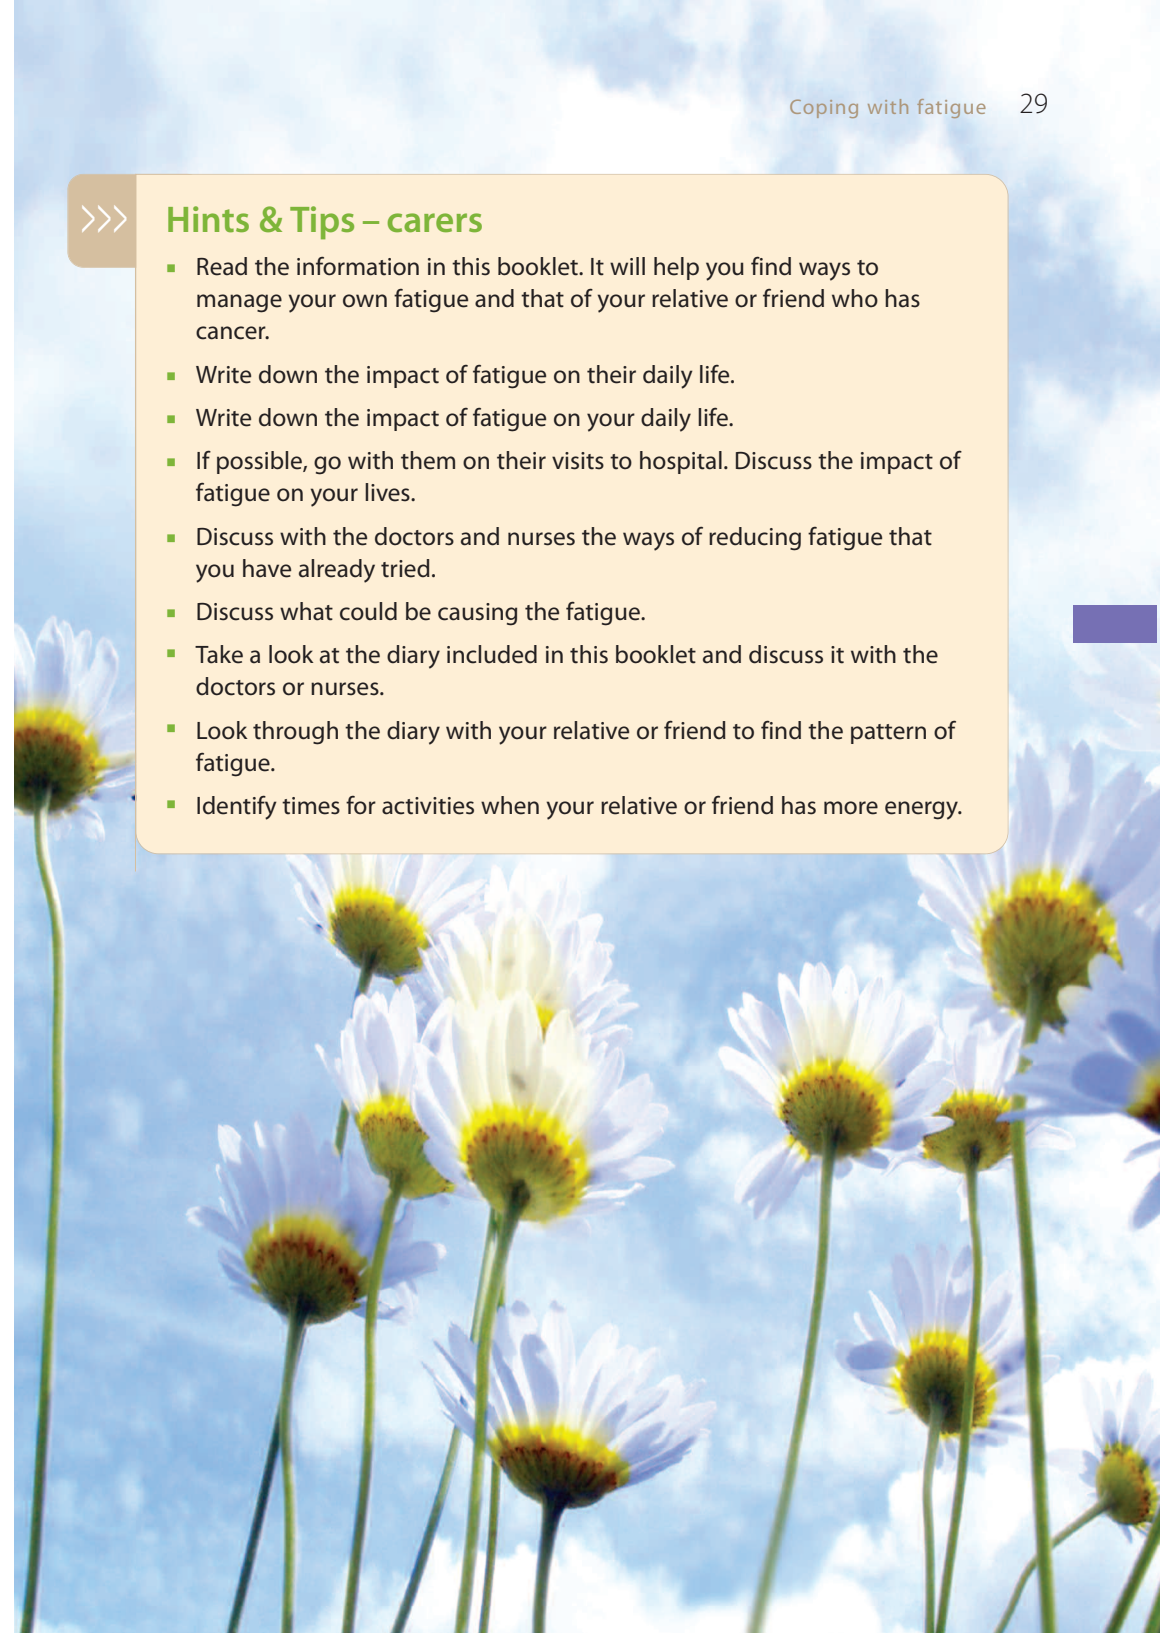 Coping with fatigue 29
>>> Hints & Tips – carers
▪ Read the information in this booklet. It will help you find ways to
manage your own fatigue and that of your relative or friend who has
cancer.
▪ Write down the impact of fatigue on their daily life.
▪ Write down the impact of fatigue on your daily life.
▪ If possible, go with them on their visits to hospital. Discuss the impact of
fatigue on your lives.
▪ Discuss with the doctors and nurses the ways of reducing fatigue that
you have already tried.
▪ Discuss what could be causing the fatigue.
▪ Take a look at the diary included in this booklet and discuss it with the
doctors or nurses.
▪ Look through the diary with your relative or friend to find the pattern of
fatigue.
▪ Identify times for activities when your relative or friend has more energy.